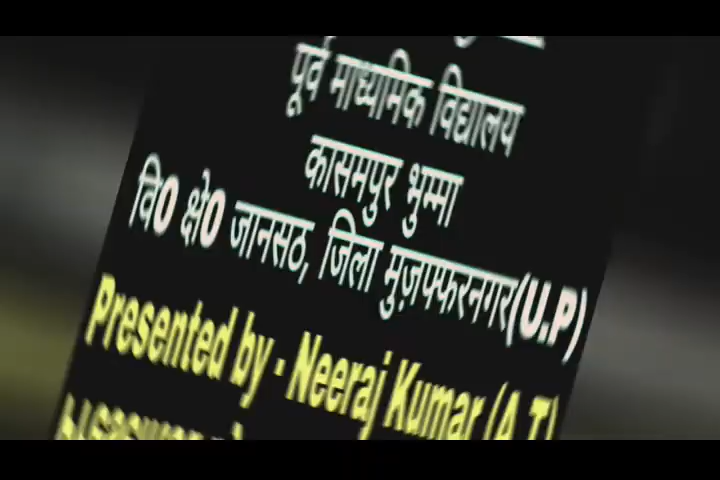 पूर्व माध्यमिक विद्यालय
कासमपुर भुम्मा
वि0 क्षे0 जानसठ, जिला मुज़फ्फरनगर(U.P)
Presented by - Neeraj Kumar (A.T)